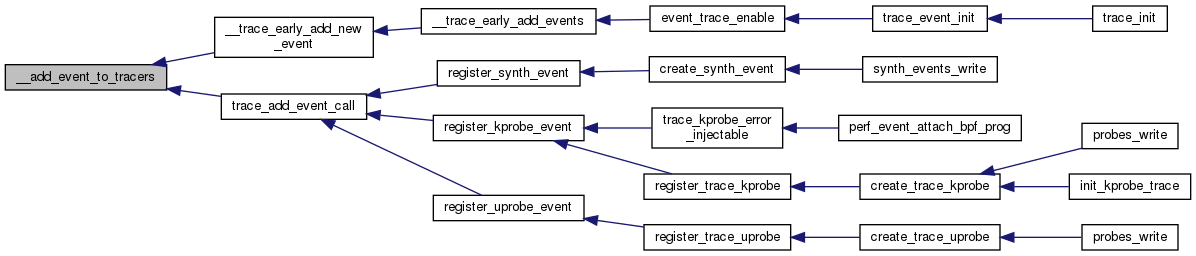 __add_event_to_tracers
__trace_early_add_new
_event
__trace_early_add_events
event_trace_enable
trace_event_init
trace_init
trace_add_event_call
register_synth_event
create_synth_event
synth_events_write
register_kprobe_event
trace_kprobe_error
_injectable
perf_event_attach_bpf_prog
register_trace_kprobe
create_trace_kprobe
probes_write
init_kprobe_trace
register_uprobe_event
register_trace_uprobe
create_trace_uprobe
probes_write